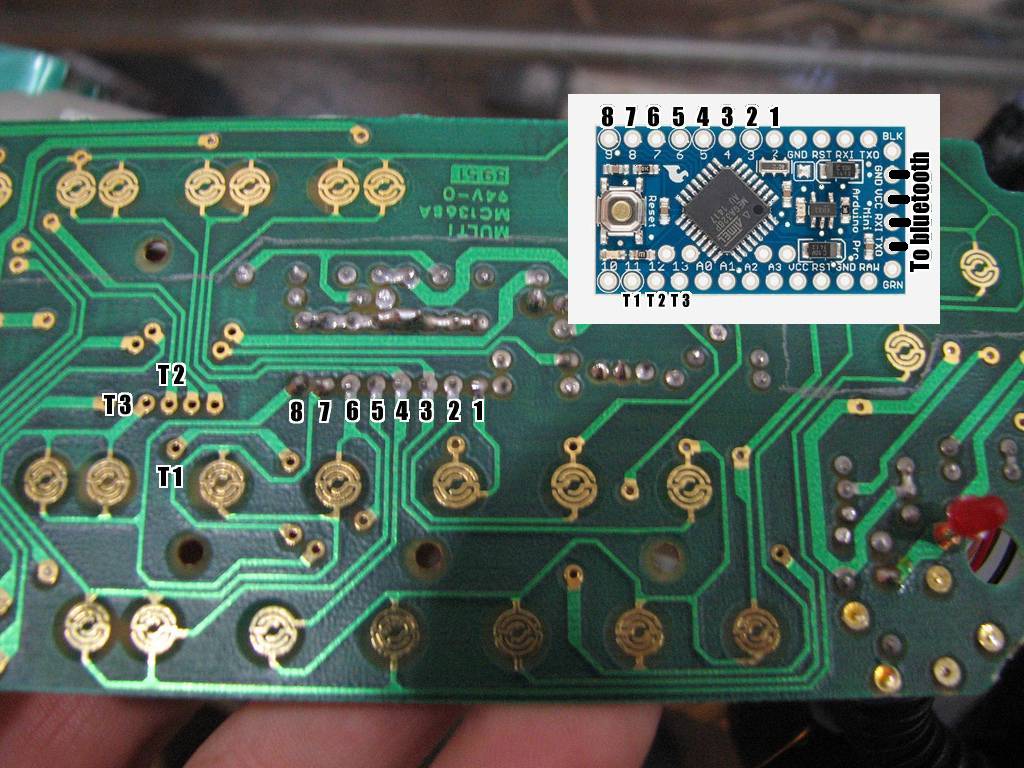 8 7 6 5 4 3 2 1
9 8 7 6 5 4 3 2 GND RST RXI TXO
BLK
GND VCC RXI TXO
To bluetooth
Reset
Arduino Pro
Mini
10 11 12 13 A0 A1 A2 A3 VCC RST GND RAW
GRN
T1 T2 T3
8951
94V-0
MC1368A
MULTI
T2
T3
8 7 6 5 4 3 2 1
T1